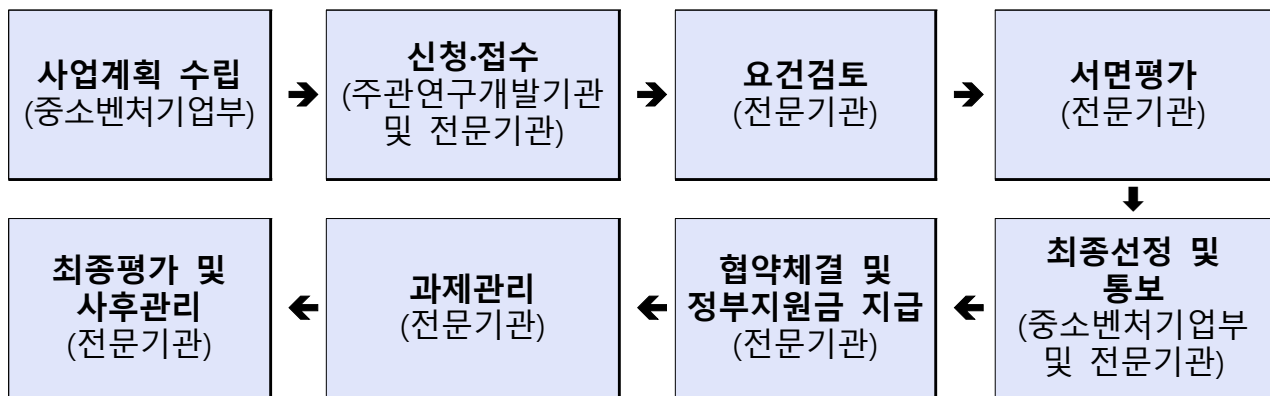 사업계획 수립
(중소벤처기업부)
신청·접수
(주관연구개발기관
및 전문기관)
요건검토
(전문기관)
서면평가
(전문기관)
최종선정 및
통보
(중소벤처기업부
및 전문기관)
협약체결 및
정부지원금 지급
(전문기관)
과제관리
(전문기관)
최종평가 및
사후관리
(전문기관)